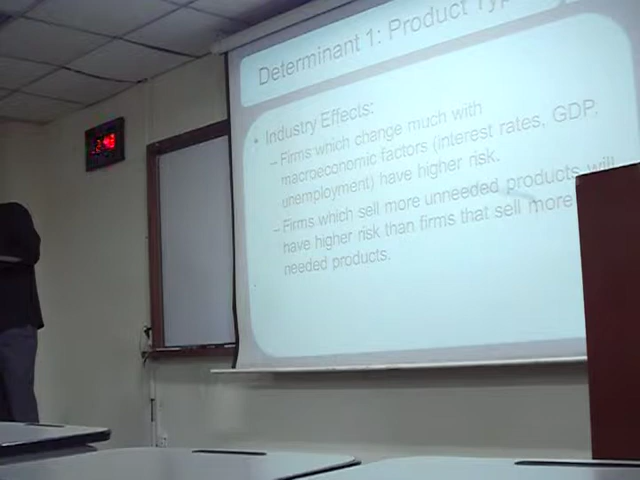 Determinant 1: Product
Industry Effects:
– Firms which change much with
macroeconomic factors (interest rates, GDP,
unemployment) have higher risk.
– Firms which sell more unneeded products will
have higher risk than firms that sell more
needed products.